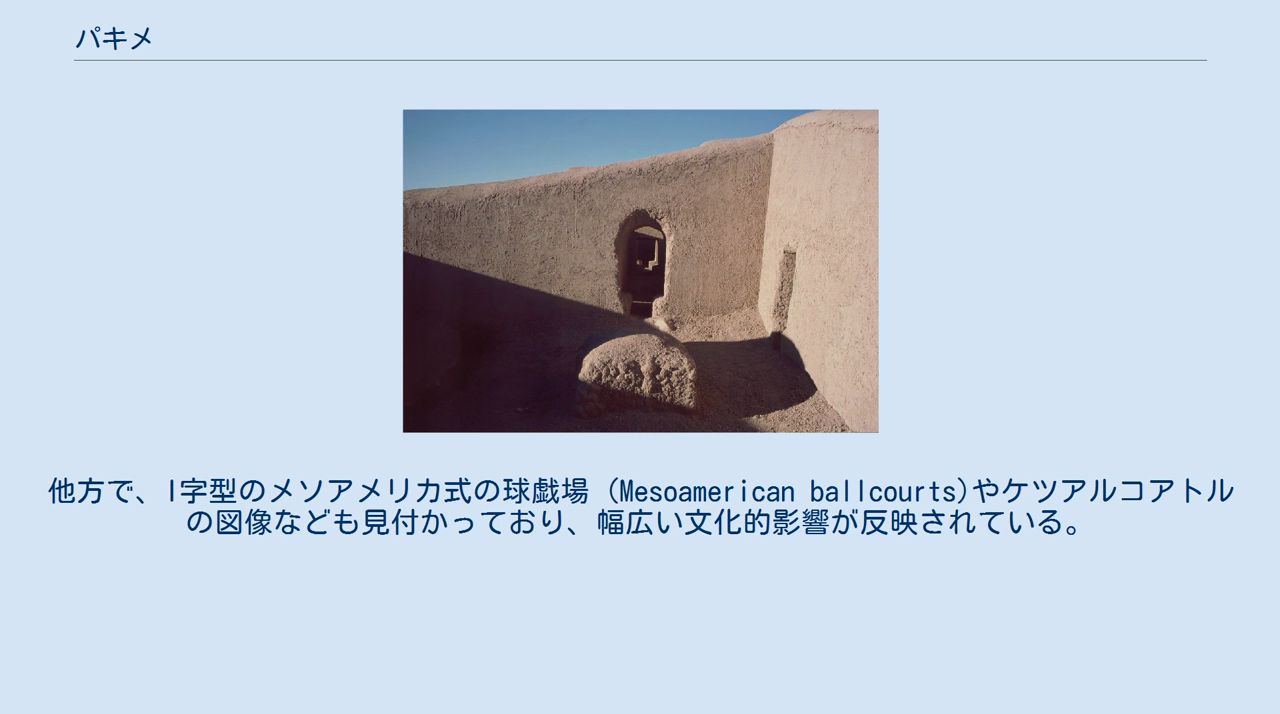 パキメ
他方で、I字型のメソアメリカ式の球戯場 (Mesoamerican ballcourts)やケツアルコアトル
の図像なども見付かっており、幅広い文化的影響が反映されている。